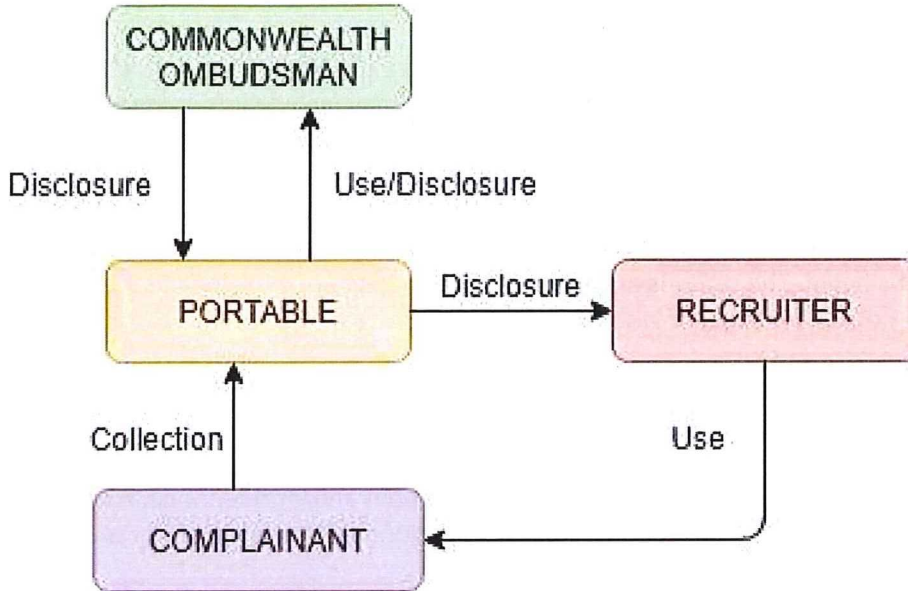 COMMONWEALTH
OMBUDSMAN
Disclosure
Use/Disclosure
PORTABLE
Disclosure
RECRUITER
Collection
Use
COMPLAINANT